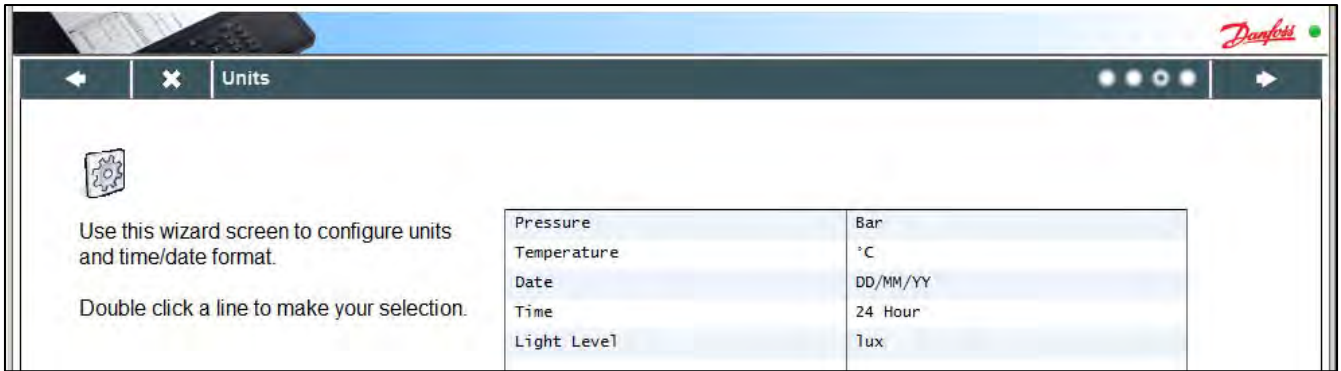 Danfoss
Units
Use this wizard screen to configure units
and time/date format.
Double click a line to make your selection.
Pressure Bar
Temperature °C
Date DD/MM/YY
Time 24 Hour
Light Level lux